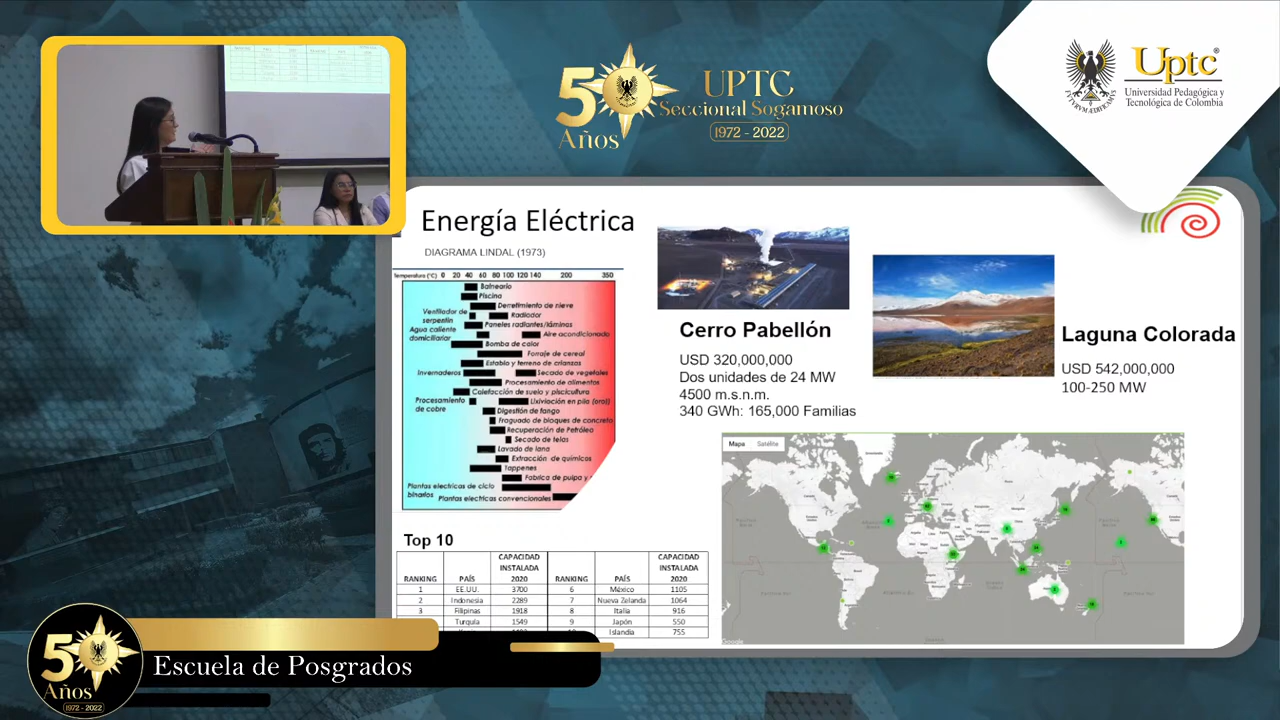 50 Años
UPTC
Seccional Sogamoso
1972 - 2022
Uptc
Universidad Pedagógica y
Tecnológica de Colombia
Energía Eléctrica
DIAGRAMA LINDAL (1973)
Temperatura (°C) 0 20 40 60 80 100 120 140 200 350
Balneario
Piscina
Derretimiento de nieve
Ventilador de serpentín
Radiador
Paneles radiantes/láminas
Agua caliente domiciliariar
Aire acondicionado
Bomba de calor
Forraje de cereal
Establo y terreno de crianzas
Invernaderos
Secado de vegetales
Procesamiento de alimentos
Calefacción de suelo y piscicultura
Procesamiento de cobre
Lixiviación en pila (oro)
Digestión de fango
Fraguado de bloques de concreto
Recuperación de Petróleo
Secado de telas
Lavado de lana
Extracción de químicos
Tappenes
Fabrica de pulpa y
Plantas electricas de ciclo binarios
Plantas electricas convencionales
Cerro Pabellón
USD 320,000,000
Dos unidades de 24 MW
4500 m.s.n.m.
340 GWh: 165,000 Familias
Laguna Colorada
USD 542,000,000
100-250 MW
Mapa Satélite
Google
Top 10
RANKING PAÍS CAPACIDAD INSTALADA 2020 RANKING PAÍS CAPACIDAD INSTALADA 2020
1 EE.UU. 3700 6 México 1105
2 Indonesia 2289 7 Nueva Zelanda 1064
3 Filipinas 1918 8 Italia 916
Turquía 1549 9 Japón 550
Islandia 755
50 Años
1972 - 2022
Escuela de Posgrados